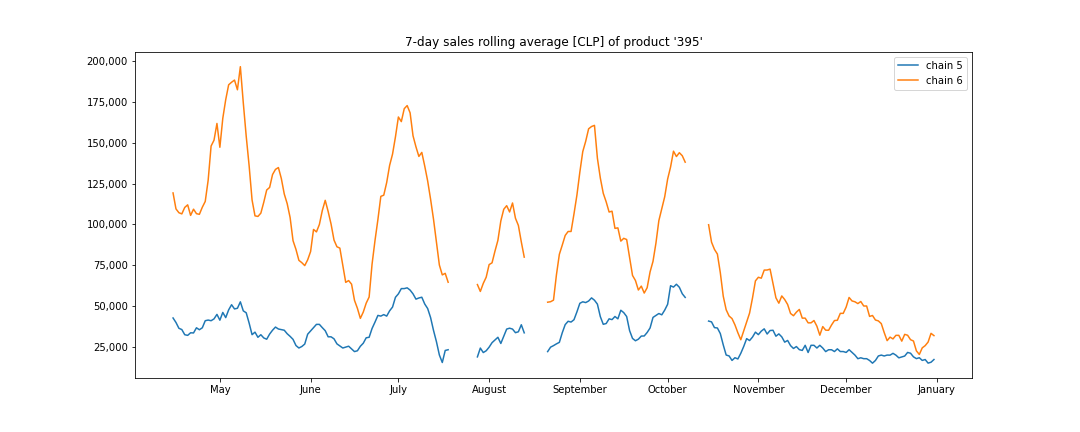 7-day sales rolling average [CLP] of product '395'
200,000
175,000
150,000
125,000
100,000
75,000
50,000
25,000
chain 5
chain 6
May June July August September October November December January